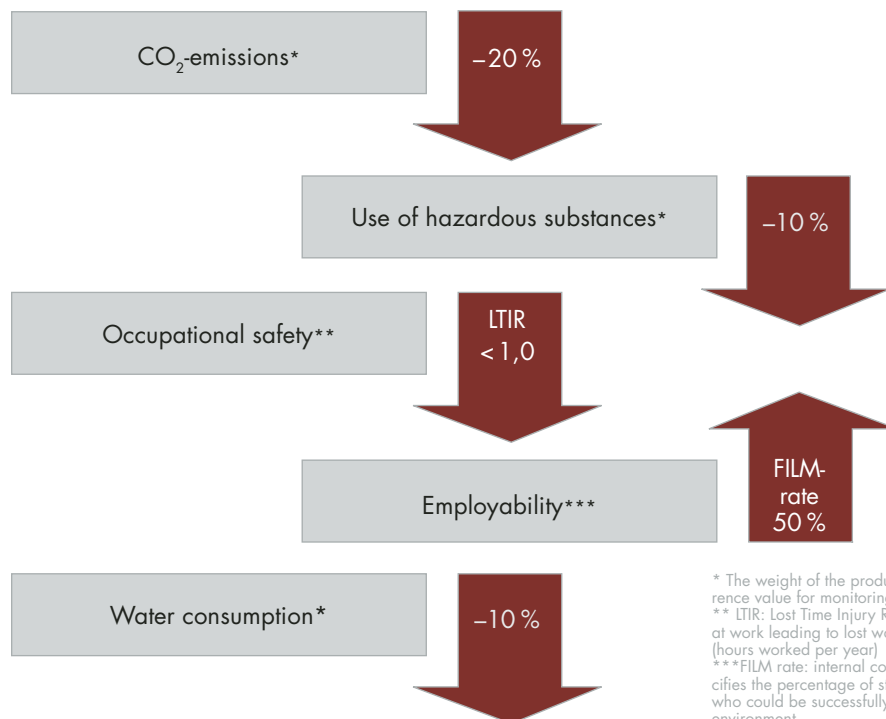 CO₂-emissions*
–20 %
Use of hazardous substances*
–10 %
Occupational safety**
LTIR
< 1,0
Employability***
FILM-
rate
50 %
Water consumption*
–10 %
* The weight of the produ
rence value for monitoring
** LTIR: Lost Time Injury R
at work leading to lost w
(hours worked per year)
***FILM rate: internal co
cifies the percentage of s
who could be successfully
environment